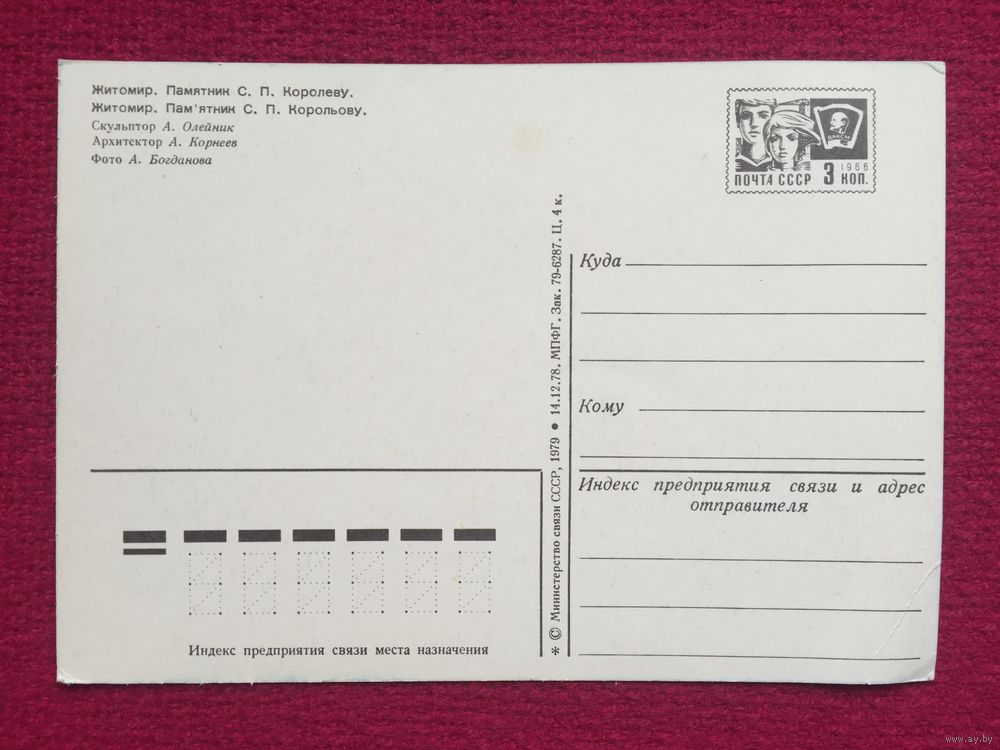 Житомир. Памятник С. П. Королеву.
Житомир. Пам'ятник С. П. Корольову.
Скульптор А. Олейник
Архитектор А. Корнеев
Фото А. Богданова
ВЛКСМ
1966
ПОЧТА СССР 3 КОП.
* © Министерство связи СССР, 1979 ● 14.12.78. МПФГ. Зак. 79-6287. Ц. 4 к.
Куда
Кому
Индекс предприятия связи и адрес
отправителя
Индекс предприятия связи места назначения
www.ay.by